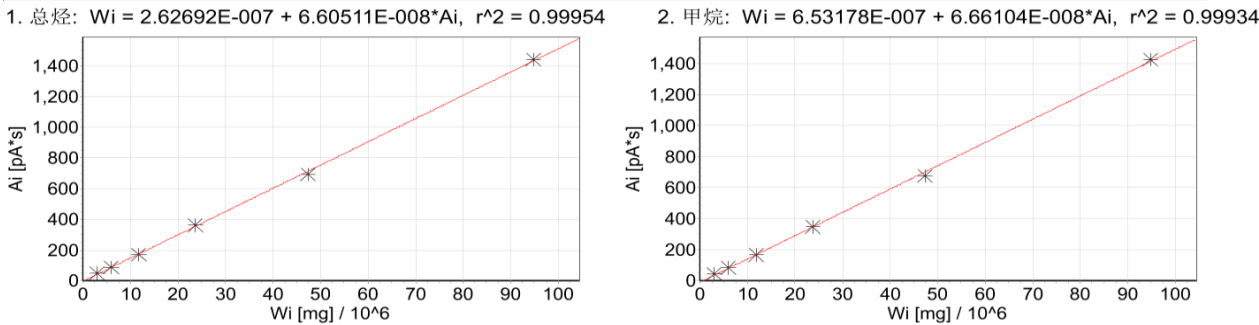 1. 总烃: Wi = 2.62692E-007 + 6.60511E-008*Ai, r^2 = 0.99954
Ai [pA*s]
1,400
1,200
1,000
800
600
400
200
0
0 10 20 30 40 50 60 70 80 90 100
Wi [mg] / 10^6
2. 甲烷: Wi = 6.53178E-007 + 6.66104E-008*Ai, r^2 = 0.99934
Ai [pA*s]
1,400
1,200
1,000
800
600
400
200
0
0 10 20 30 40 50 60 70 80 90 100
Wi [mg] / 10^6